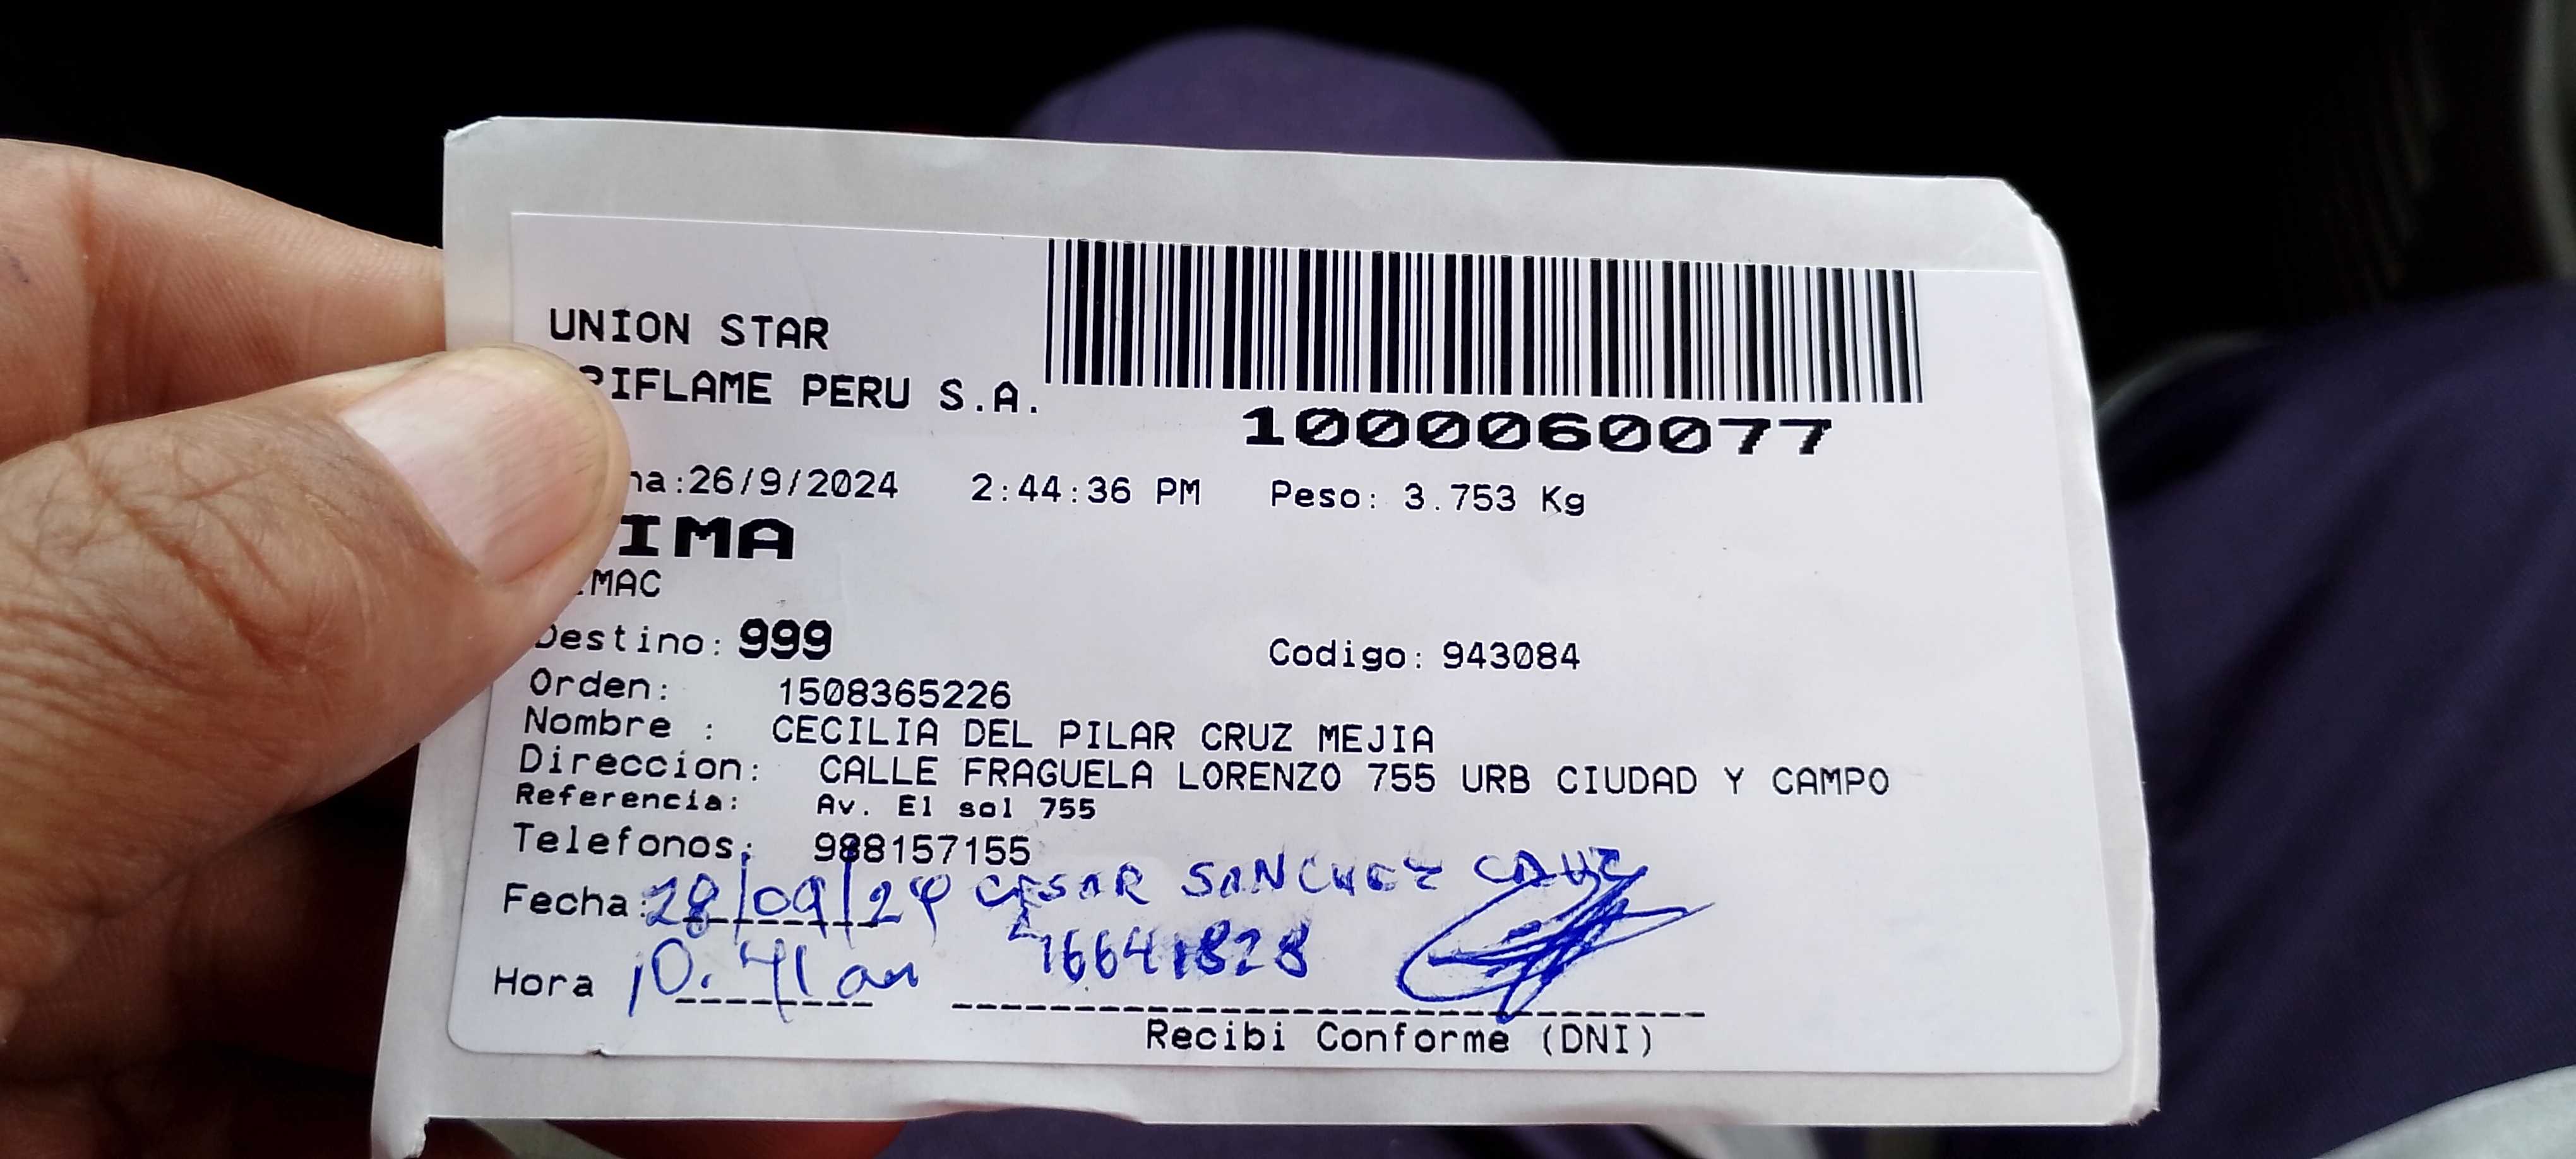 UNION STAR
RIFLAME PERU S.A.
1000060077
ha:26/9/2024 2:44:36 PM Peso: 3.753 Kg
IMA
MAC
Destino: 999 Codigo: 943084
Orden: 1508365226
Nombre : CECILIA DEL PILAR CRUZ MEJIA
Direccion: CALLE FRAGUELA LORENZO 755 URB CIUDAD Y CAMPO
Referencia: Av. El sol 755
Telefonos: 988157155
Fecha: 28/09/24 CESAR SANCHEZ CRUZ
Hora 10.41 am 16641828
Recibi Conforme (DNI)